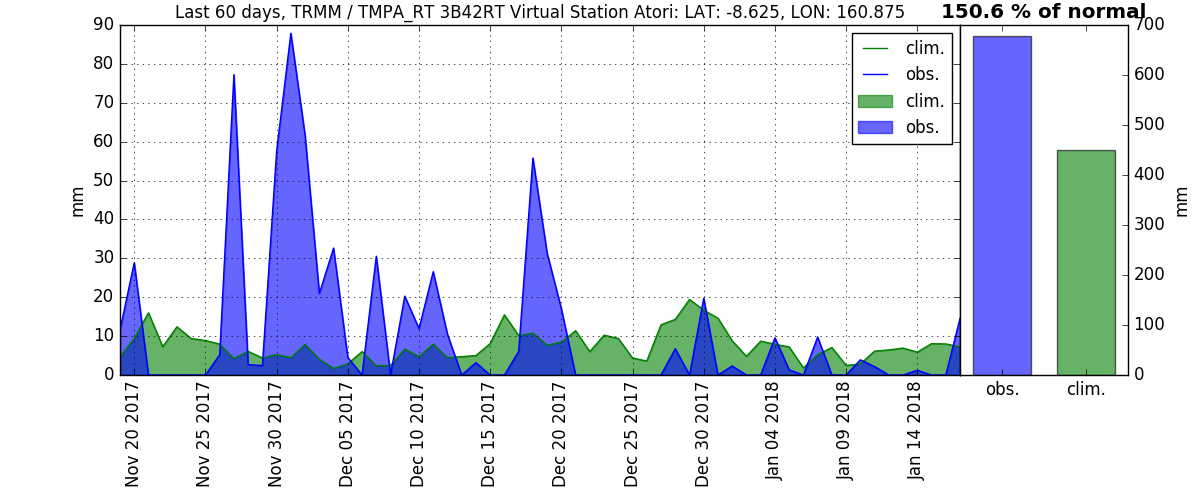 Last 60 days, TRMM / TMPA_RT 3B42RT Virtual Station Atori: LAT: -8.625, LON: 160.875
150.6 % of normal
90
80
70
60
50
40
30
20
10
0
mm
clim.
obs.
clim.
obs.
700
600
500
400
300
200
100
0
mm
Nov 20 2017
Nov 25 2017
Nov 30 2017
Dec 05 2017
Dec 10 2017
Dec 15 2017
Dec 20 2017
Dec 25 2017
Dec 30 2017
Jan 04 2018
Jan 09 2018
Jan 14 2018
obs.
clim.